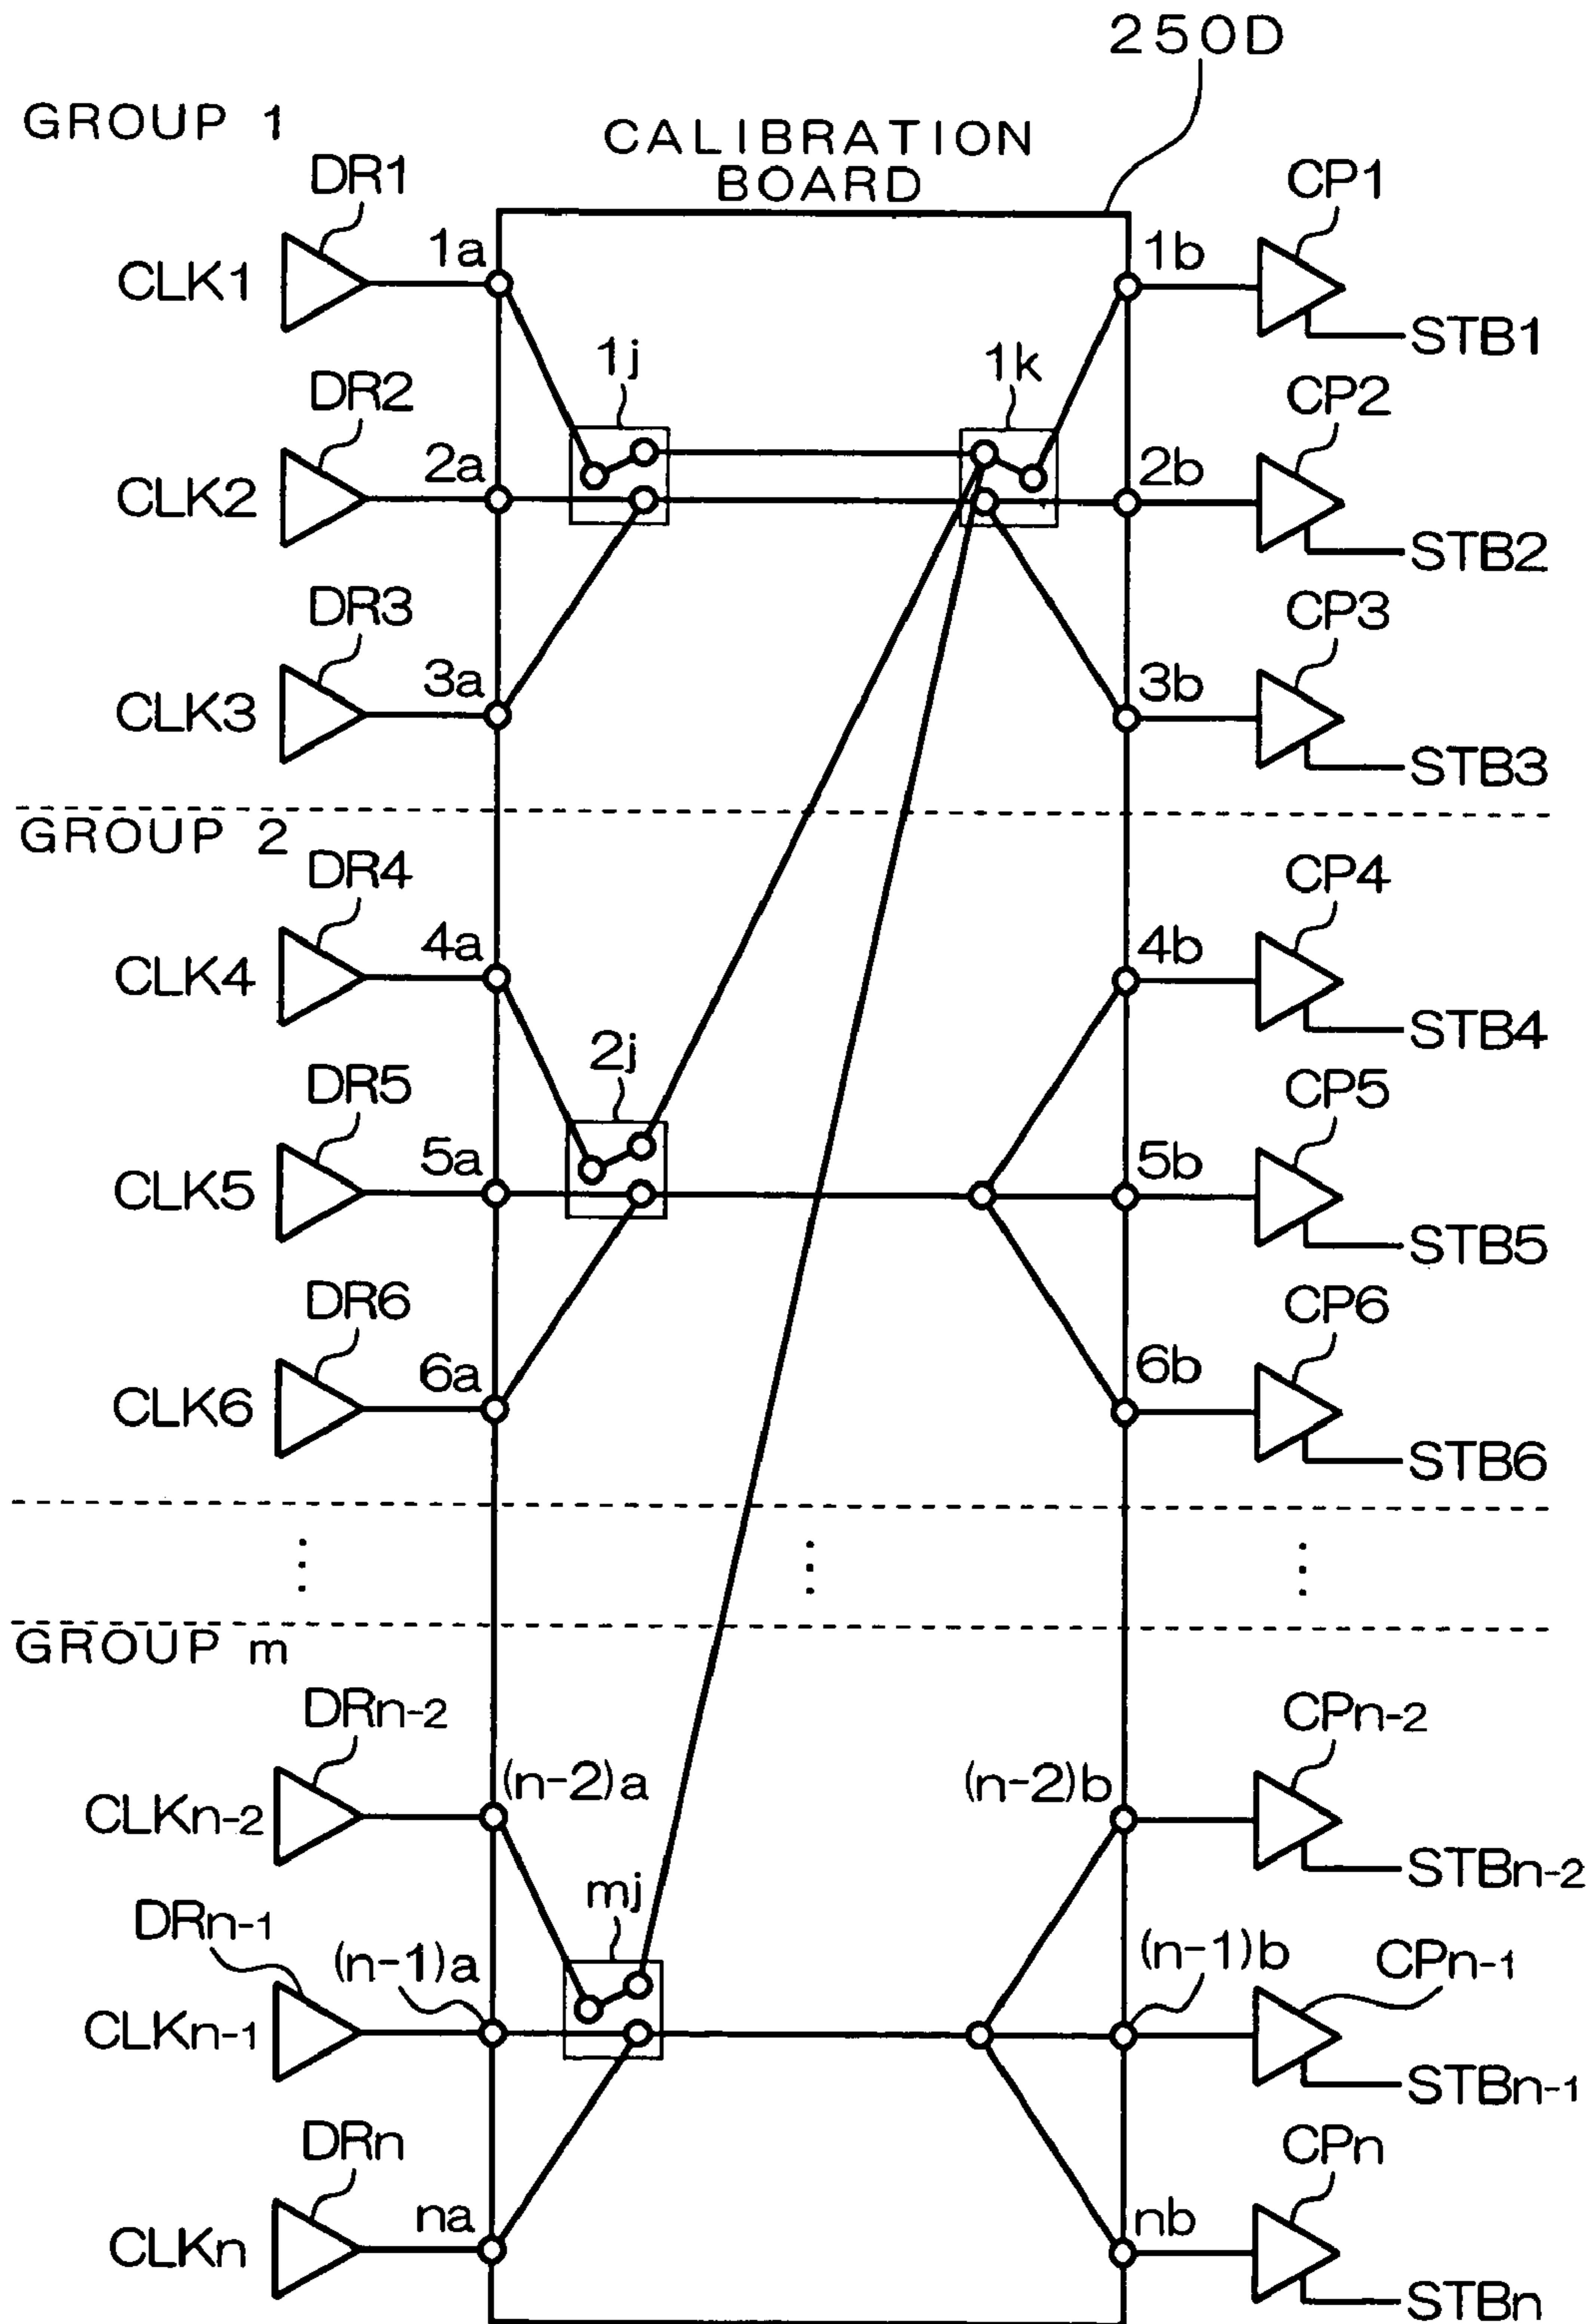 250D
GROUP 1
CALIBRATION
BOARD
DR1
CP1
1a
1b
CLK1
STB1
1j
1k
DR2
CP2
2a
2b
CLK2
STB2
DR3
CP3
3a
3b
CLK3
STB3
GROUP 2
DR4
CP4
4a
4b
CLK4
STB4
2j
DR5
CP5
5a
5b
CLK5
STB5
DR6
CP6
6a
6b
CLK6
STB6
GROUP m
DRn-2
CPn-2
(n-2)a
(n-2)b
CLKn-2
STBn-2
mj
DRn-1
(n-1)a
(n-1)b
CPn-1
CLKn-1
STBn-1
DRn
CPn
na
nb
CLKn
STBn